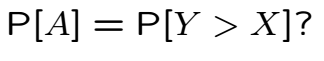 P[A] = P[Y > X]?